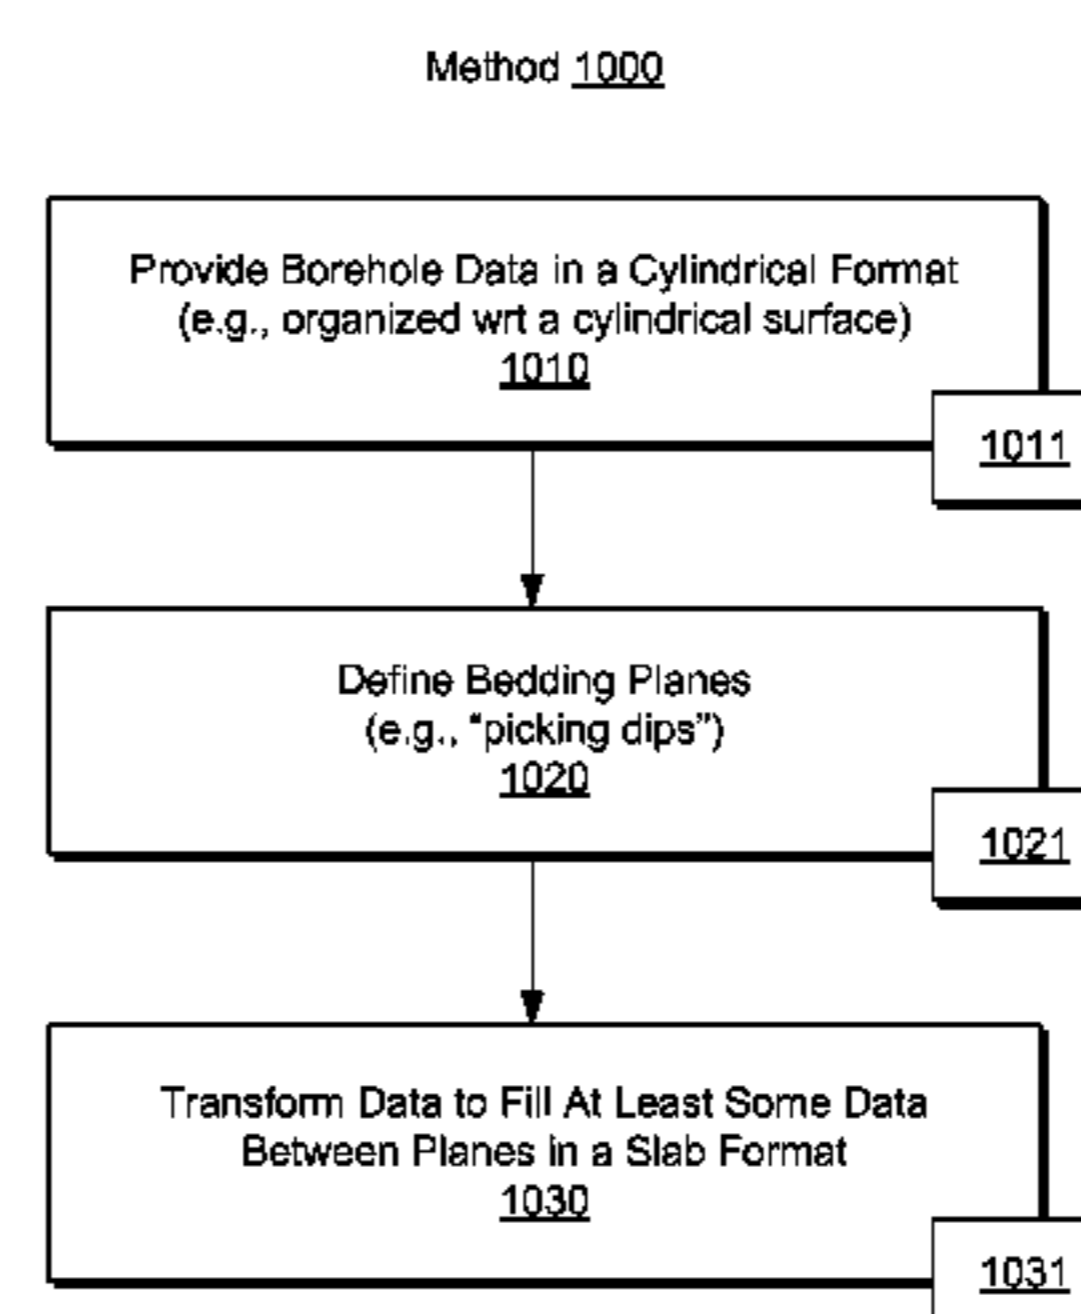 Method 1000
Provide Borehole Data in a Cylindrical Format
(e.g., organized wrt a cylindrical surface)
1010
1011
Define Bedding Planes
(e.g., “picking dips”)
1020
1021
Transform Data to Fill At Least Some Data
Between Planes in a Slab Format
1030
1031